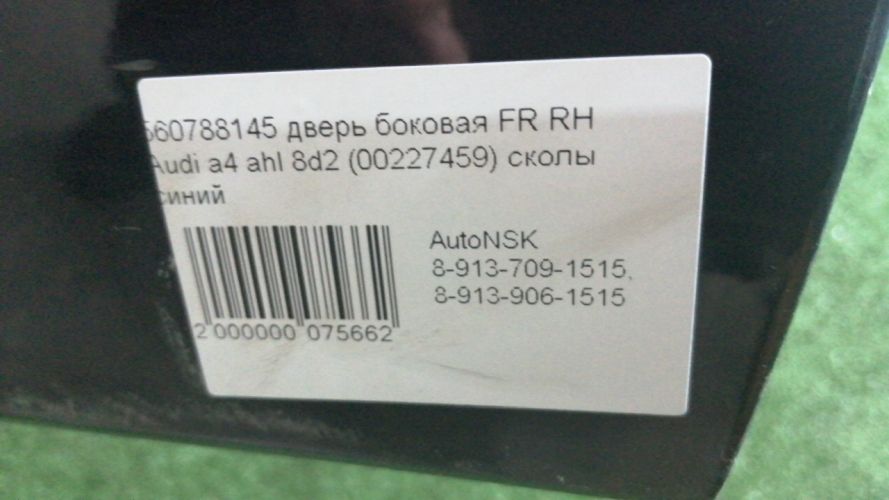 560788145 дверь боковая FR RH
Audi a4 ahl 8d2 (00227459) сколы
синий
AutoNSK
8-913-709-1515,
8-913-906-1515
2 000000 075662